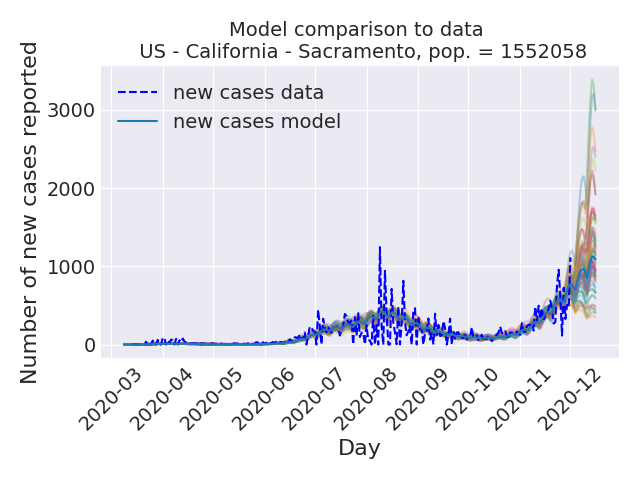 Model comparison to data
US - California - Sacramento, pop. = 1552058
Number of new cases reported
3000
2000
1000
0
new cases data
new cases model
2020-03
2020-04
2020-05
2020-06
2020-07
2020-08
2020-09
2020-10
2020-11
2020-12
Day